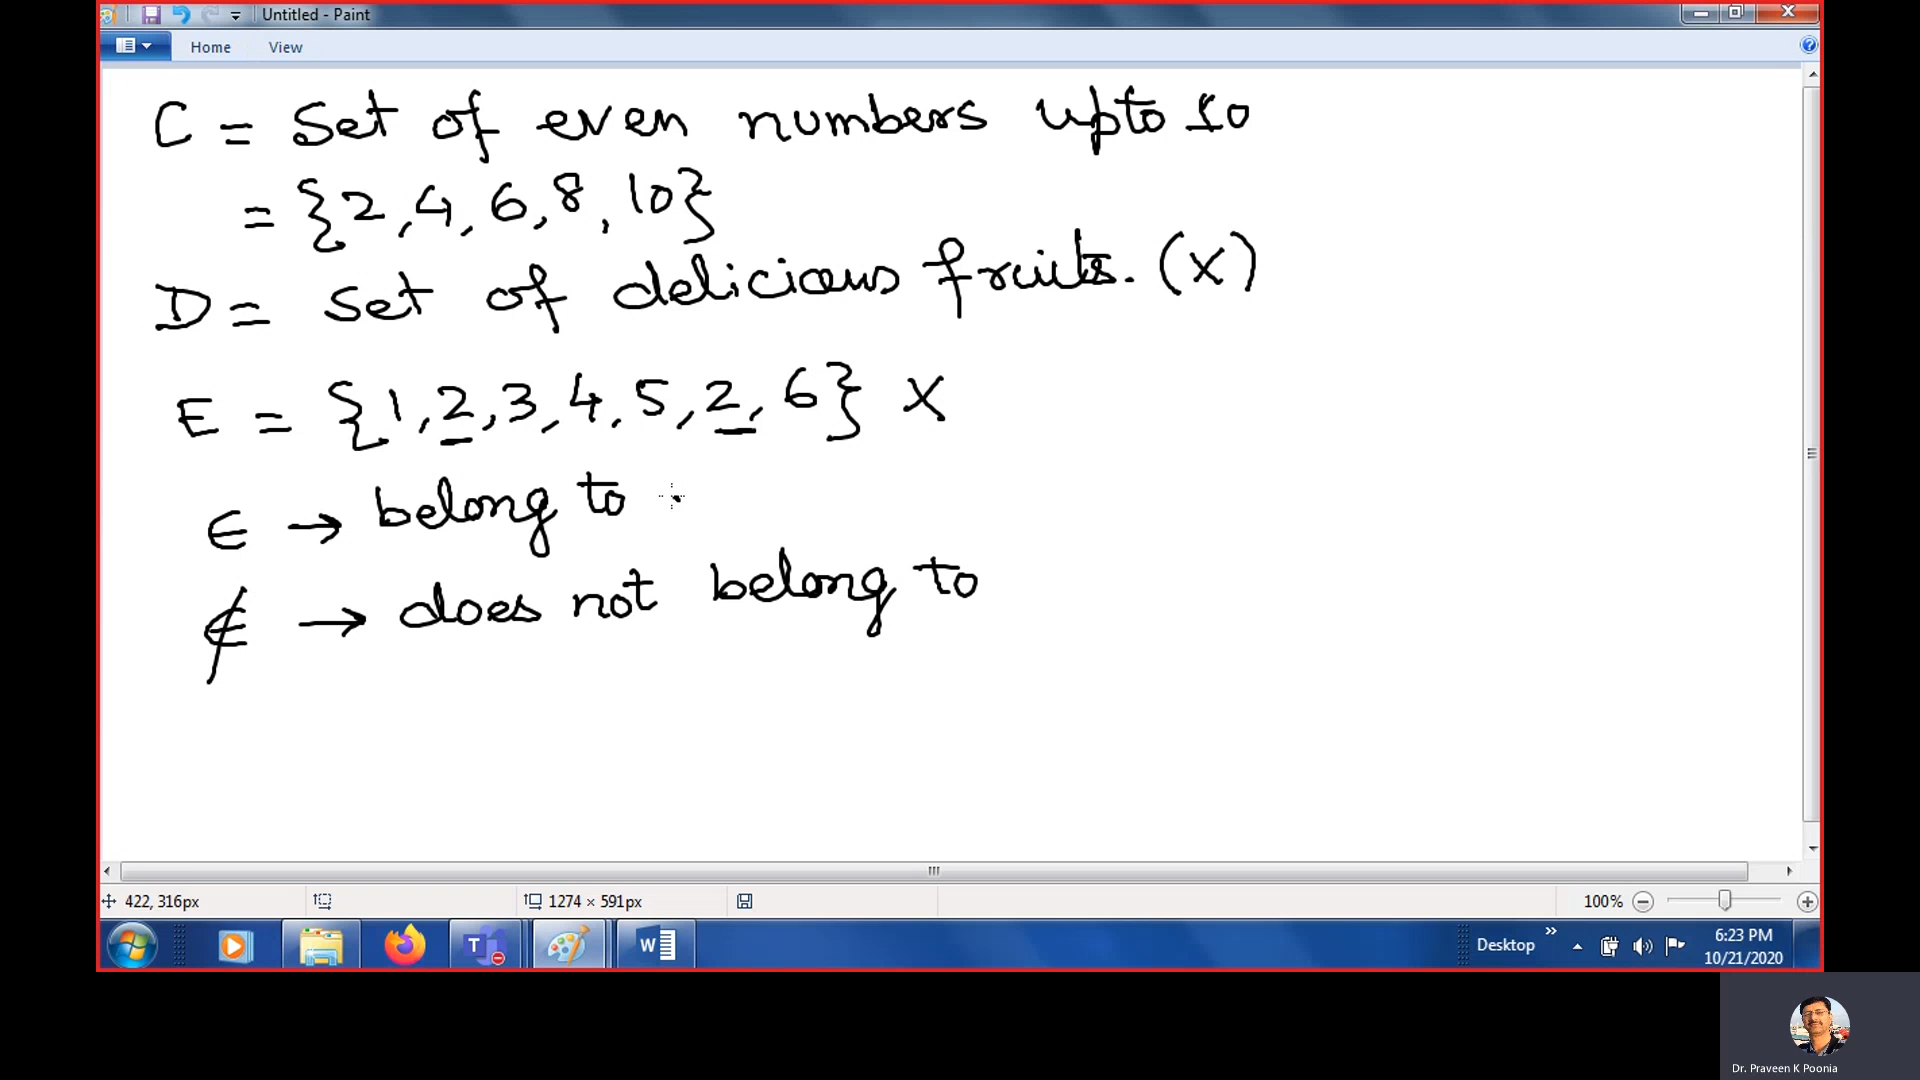 Untitled - Paint
Home View
C = Set of even numbers upto 10
= {2, 4, 6, 8, 10}
D = Set of delicious fruits. (X)
E = {1, 2, 3, 4, 5, 2, 6} X
∈ → belong to
∉ → does not belong to
422, 316px 1274 × 591px 100%
Desktop 6:23 PM
10/21/2020
Dr. Praveen K Poonia